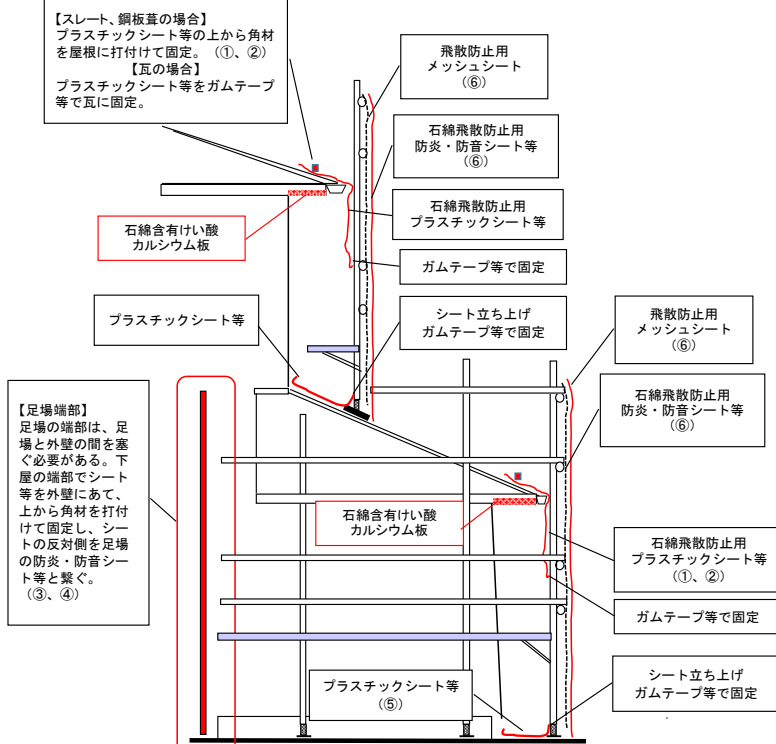 【スレート、鋼板葺の場合】
プラスチックシート等の上から角材
を屋根に打付けて固定。（①、②）
【瓦の場合】
プラスチックシート等をガムテープ
等で瓦に固定。
飛散防止用
メッシュシート
（⑥）
石綿飛散防止用
防炎・防音シート等
（⑥）
石綿飛散防止用
プラスチックシート等
石綿含有けい酸
カルシウム板
ガムテープ等で固定
プラスチックシート等
シート立ち上げ
ガムテープ等で固定
飛散防止用
メッシュシート
（⑥）
石綿飛散防止用
防炎・防音シート等
（⑥）
【足場端部】
足場の端部は、足
場と外壁の間を塞
ぐ必要がある。下
屋の端部でシート
等を外壁にあて、
上から角材を打付
けて固定し、シー
トの反対側を足場
の防炎・防音シー
ト等と繋ぐ。
（③、④）
石綿含有けい酸
カルシウム板
石綿飛散防止用
プラスチックシート等
（①、②）
ガムテープ等で固定
プラスチックシート等
（⑤）
シート立ち上げ
ガムテープ等で固定